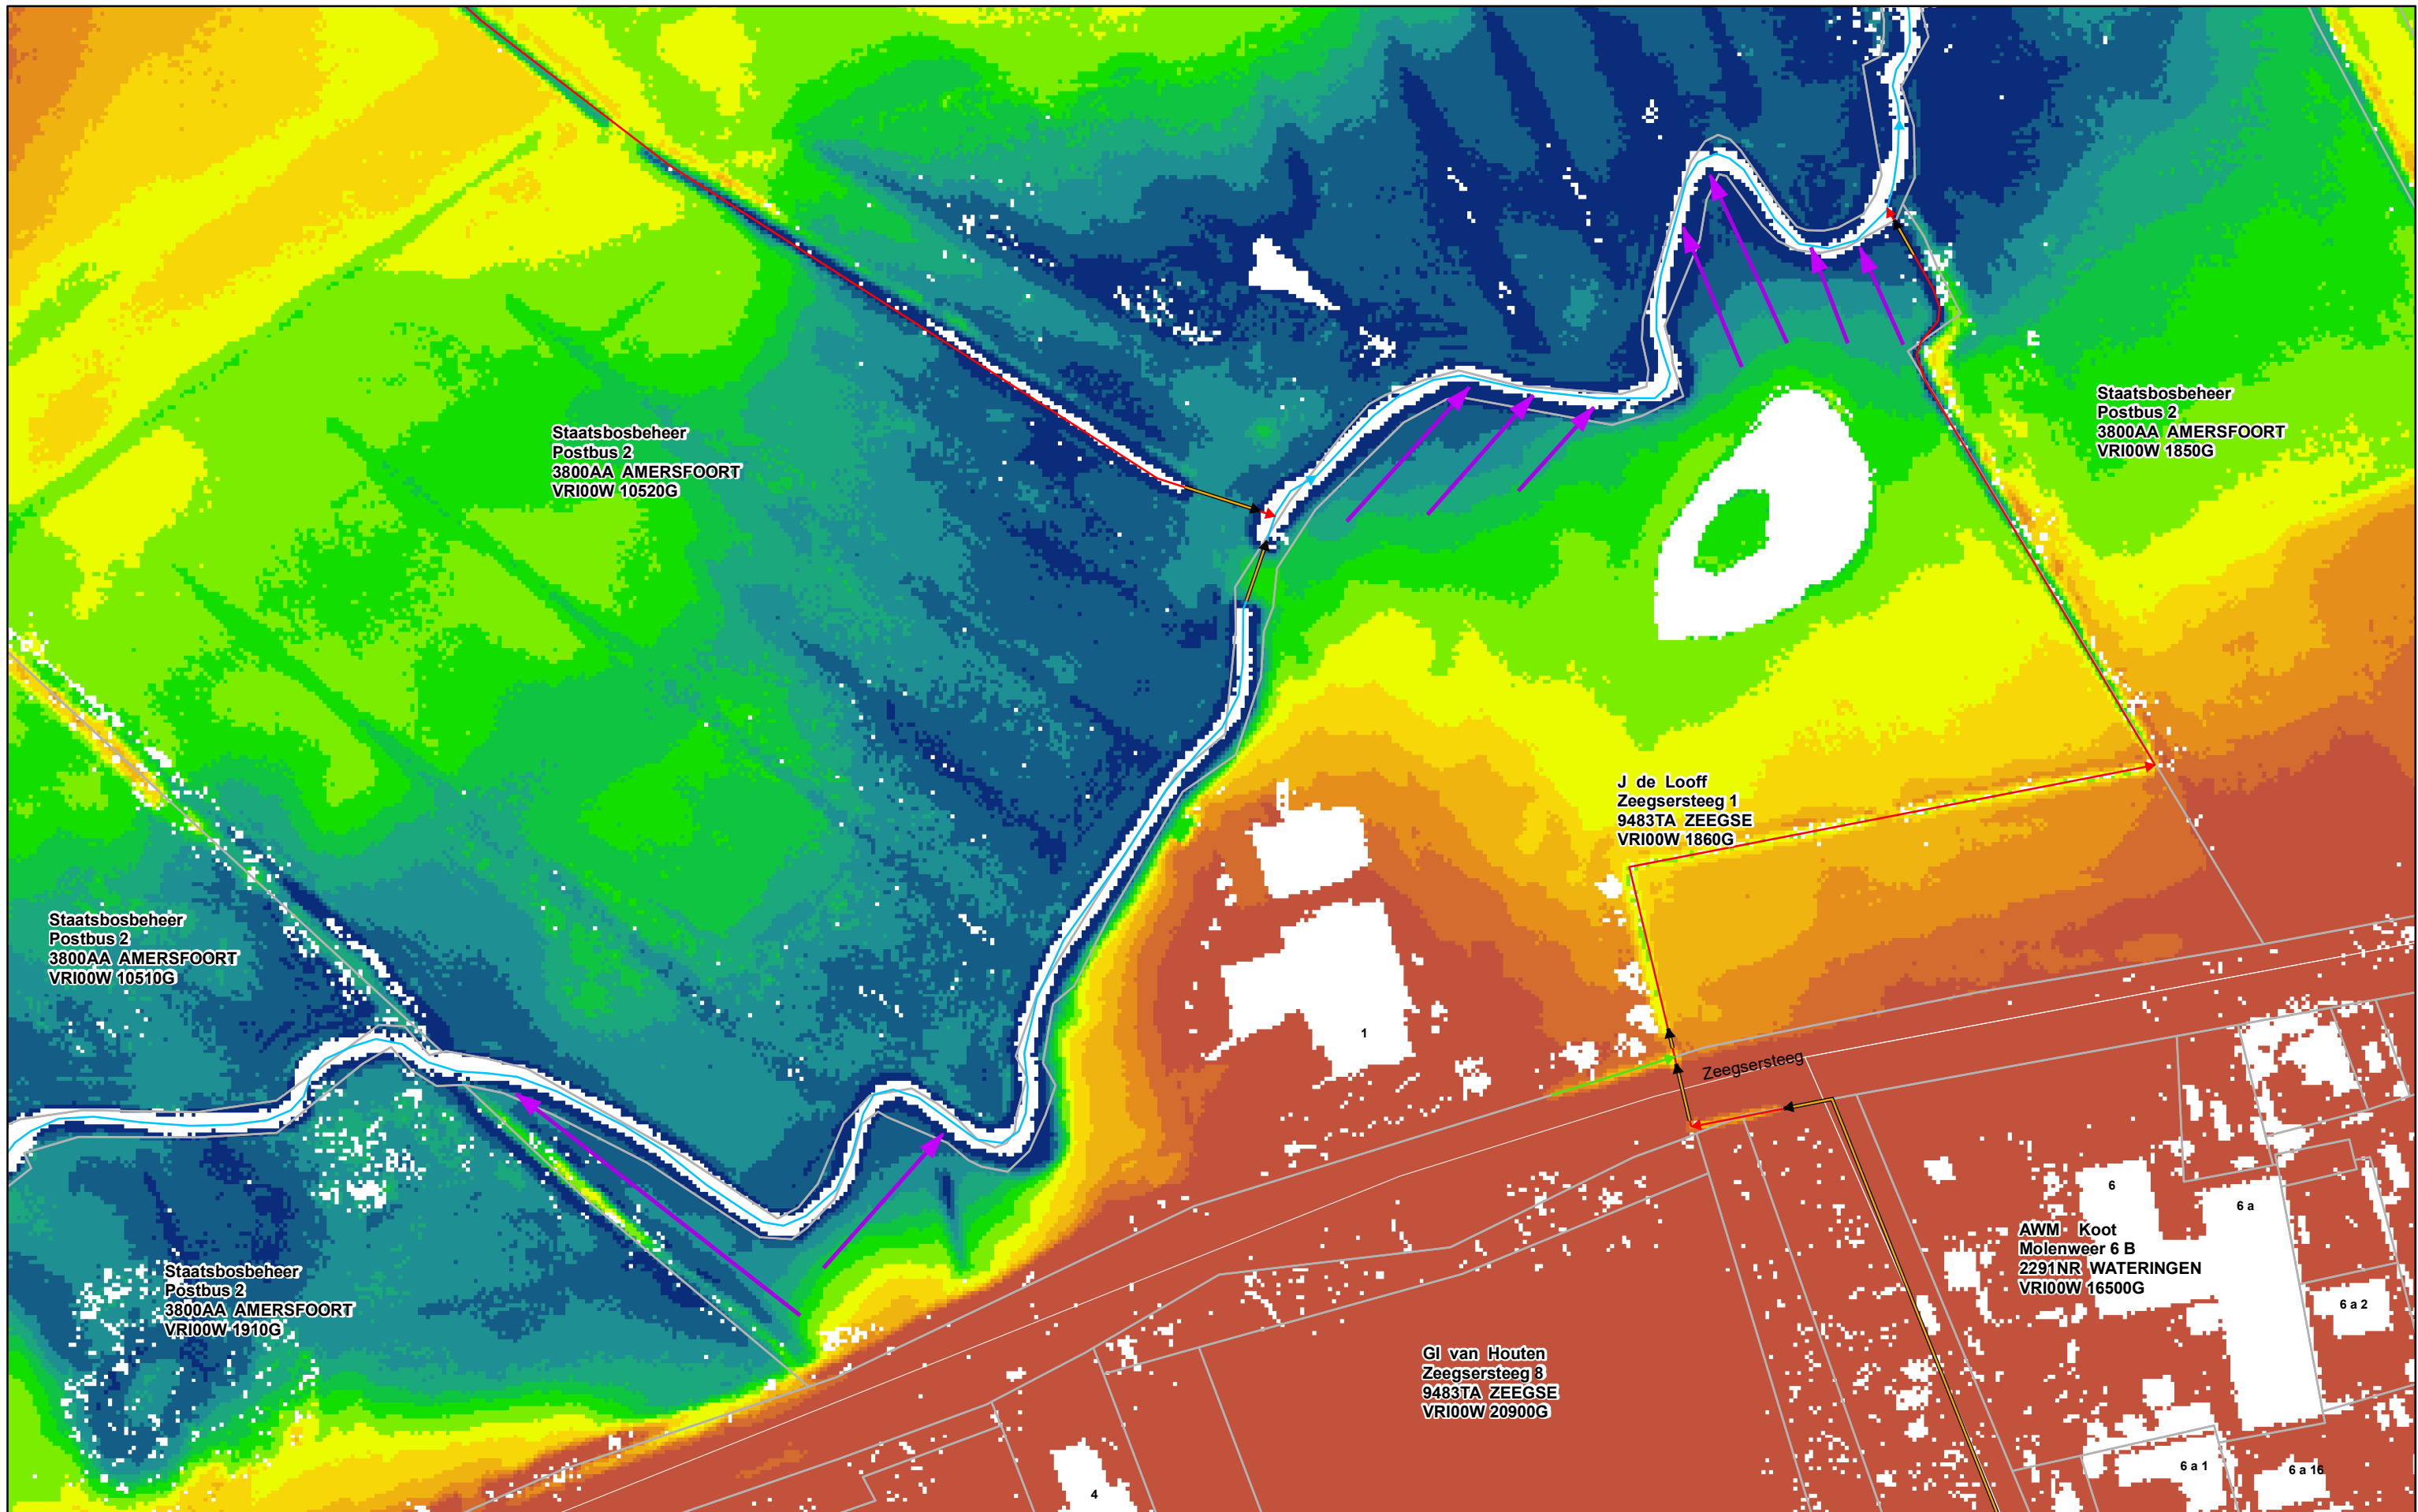 Staatsbosbeheer
Postbus 2
3800AA AMERSFOORT
VRI00W 1850G
Staatsbosbeheer
Postbus 2
3800AA AMERSFOORT
VRI00W 10520G
J de Looff
Zeegsersteeg 1
9483TA ZEEGSE
VRI00W 1860G
Staatsbosbeheer
Postbus 2
3800AA AMERSFOORT
VRI00W 10510G
1
Zeegsersteeg
6
6 a
AWM Koot
Molenweer 6 B
2291NR WATERINGEN
VRI00W 16500G
Staatsbosbeheer
Postbus 2
3800AA AMERSFOORT
VRI00W 1910G
6 a 2
GI van Houten
Zeegsersteeg 8
9483TA ZEEGSE
VRI00W 20900G
6 a 1
6 a 16
4